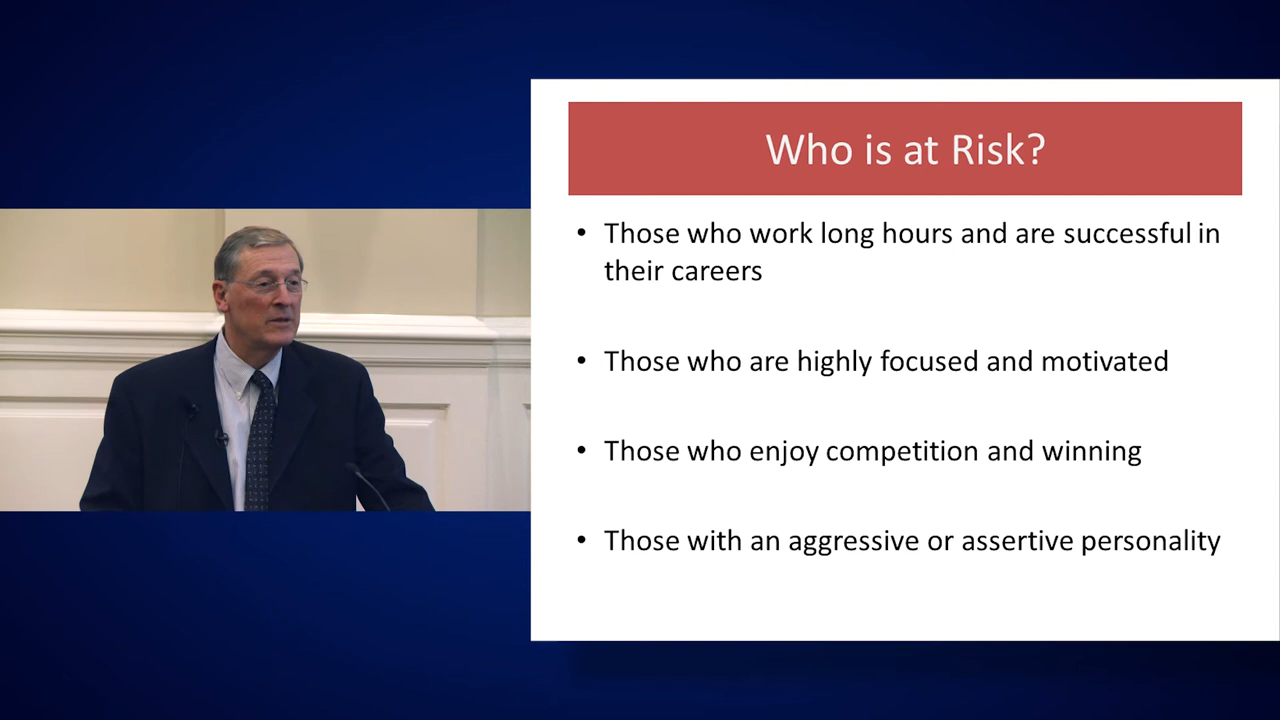 Who is at Risk?
• Those who work long hours and are successful in
their careers
• Those who are highly focused and motivated
• Those who enjoy competition and winning
• Those with an aggressive or assertive personality